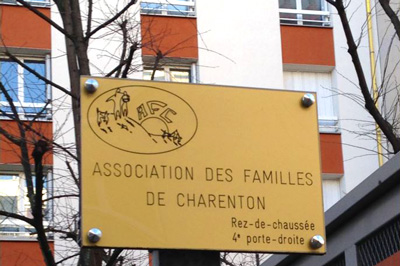 AFC
ASSOCIATION DES FAMILLES
DE CHARENTON
Rez-de-chaussée
4e porte-droite